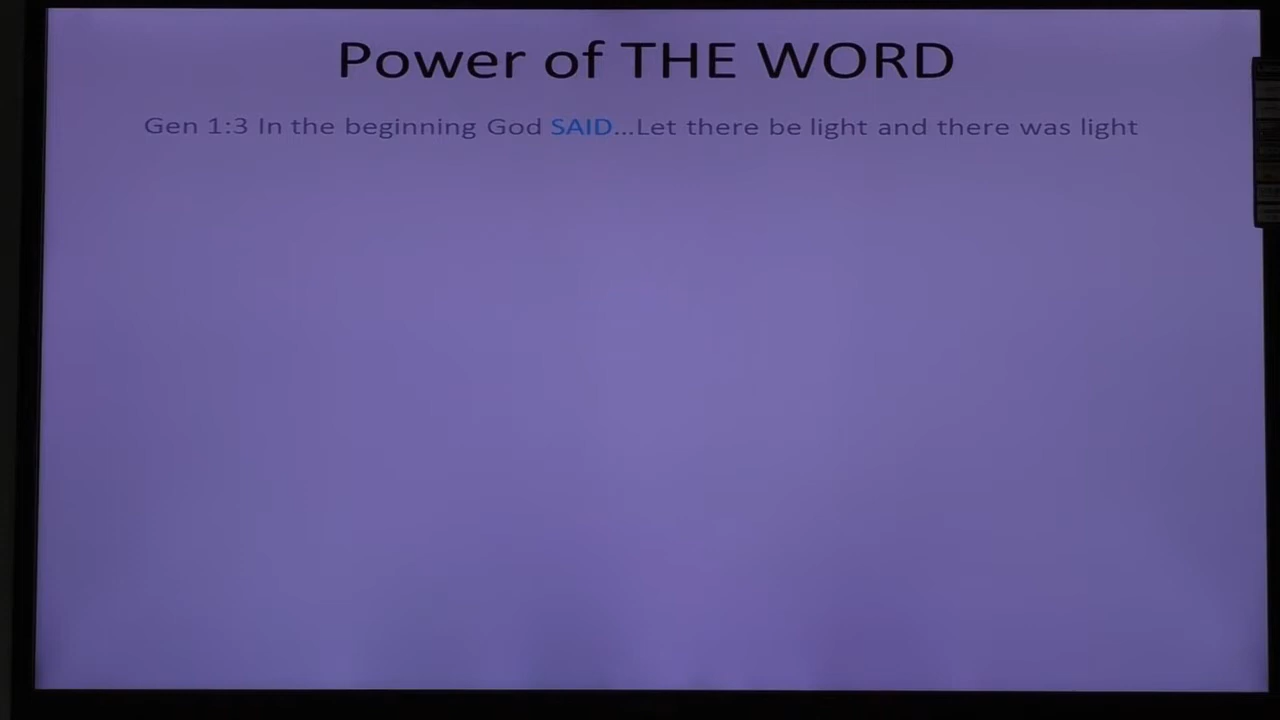 Power of THE WORD
Gen 1:3 In the beginning God SAID...Let there be light and there was light